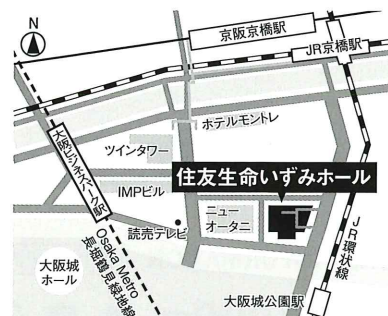 N
京阪京橋駅
JR京橋駅
ホテルモントレ
ツインタワー
大阪ビジネスパーク駅
住友生命いずみホール
IMPビル
ニュー
オータニ
読売テレビ
Osaka Metro
長堀鶴見緑地線
大阪城
ホール
JR環状線
大阪城公園駅